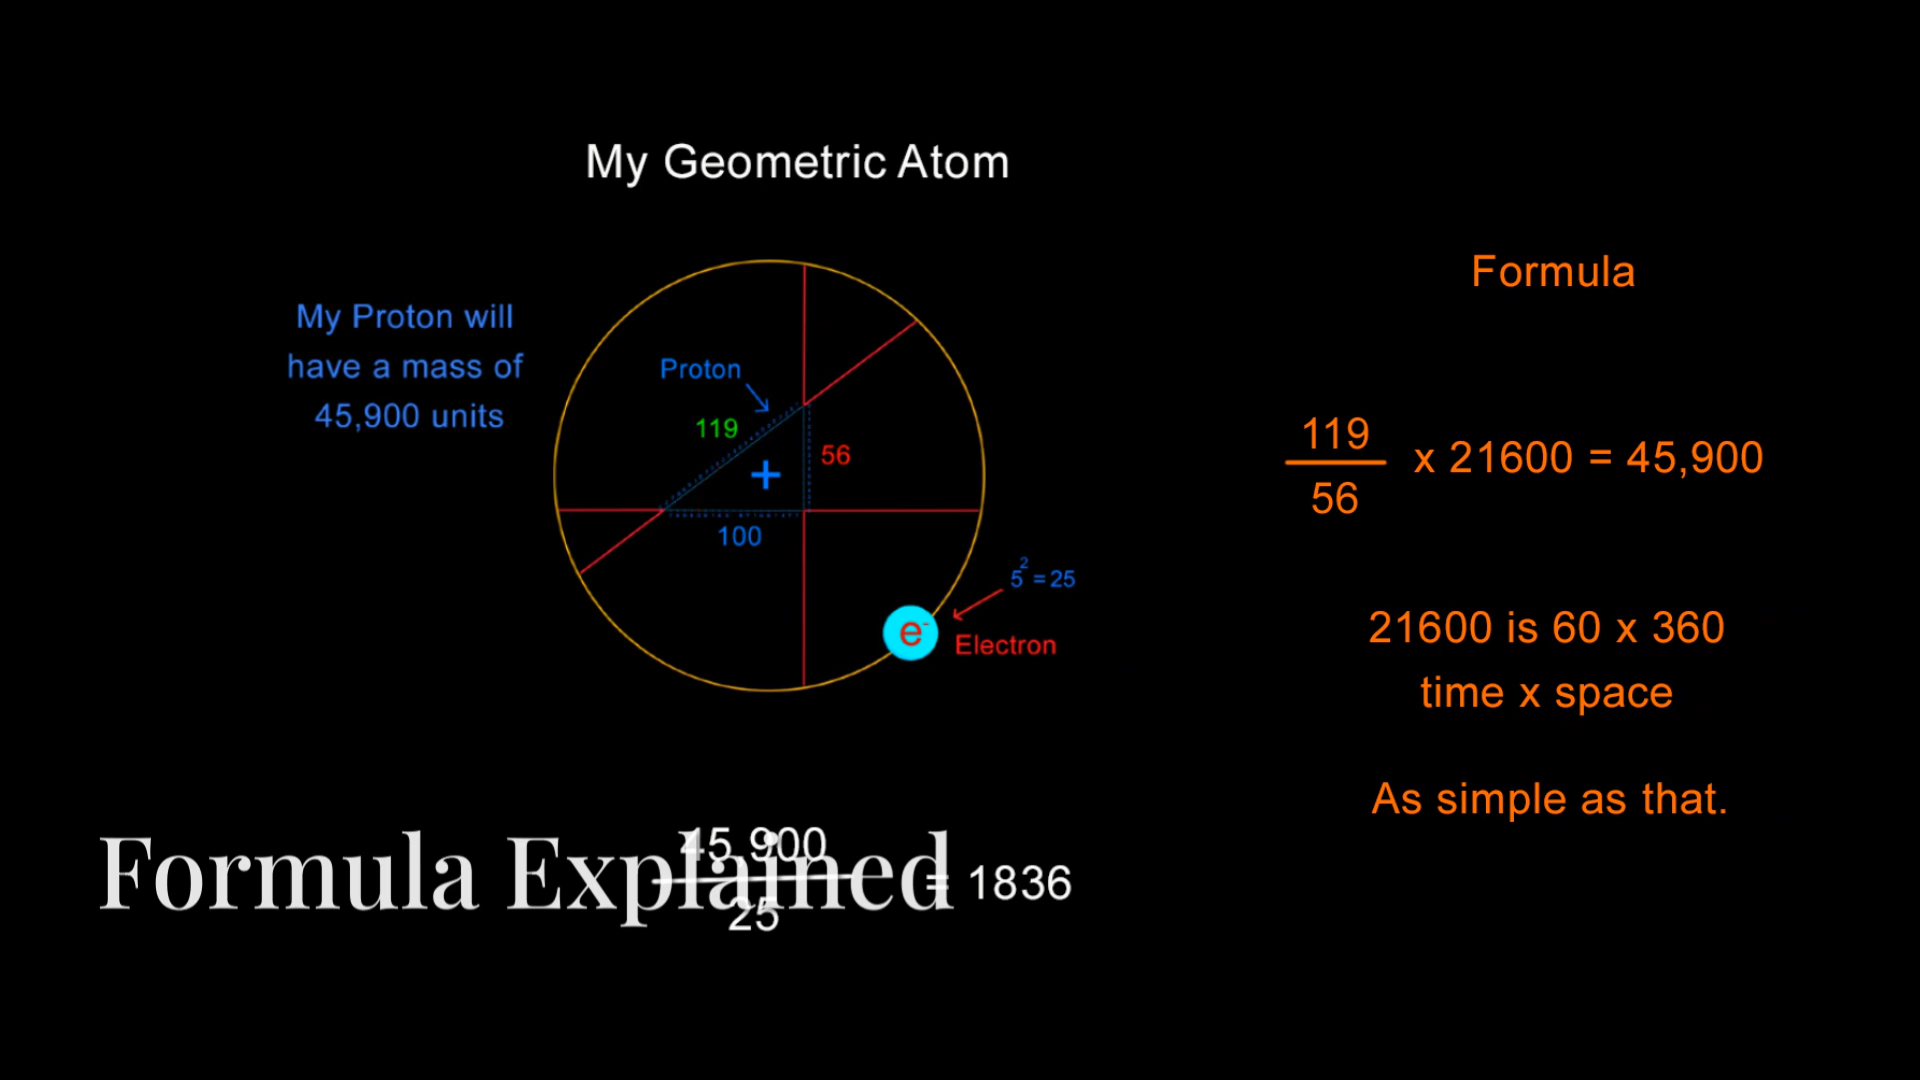 My Geometric Atom
My Proton will
have a mass of
45,900 units
Proton
119
56
+
100
5² = 25
e⁻
Electron
Formula
119
56
x 21600 = 45,900
21600 is 60 x 360
time x space
As simple as that.
Formula Explained
45,900
25
= 1836